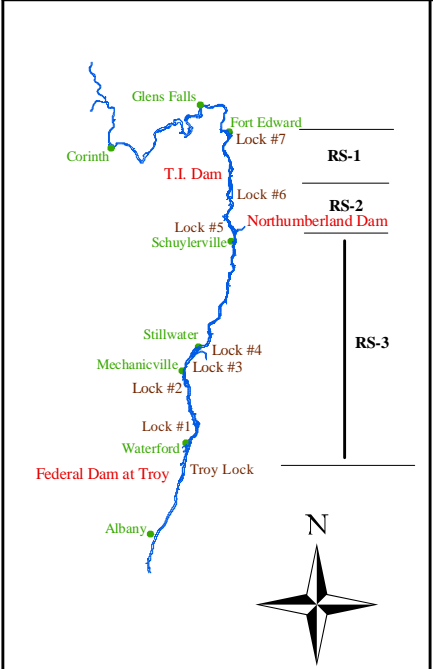 Glens Falls
Fort Edward
Lock #7
Corinth
RS-1
T.I. Dam
Lock #6
RS-2
Northumberland Dam
Lock #5
Schuylerville
Stillwater
Lock #4
RS-3
Mechanicville
Lock #3
Lock #2
Lock #1
Waterford
Federal Dam at Troy
Troy Lock
Albany
N